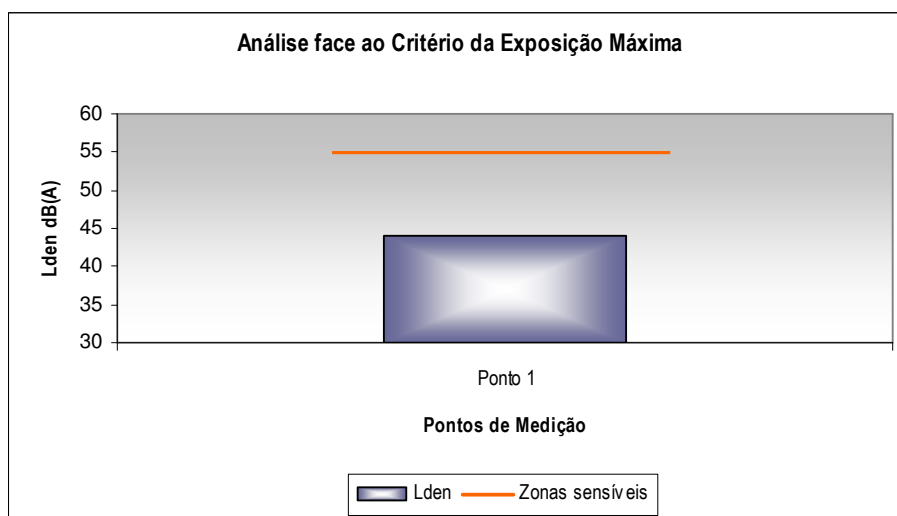 Análise face ao Critério da Exposição Máxima
60
55
50
45
40
35
30
Lden dB(A)
Ponto 1
Pontos de Medição
Lden
Zonas sensíveis